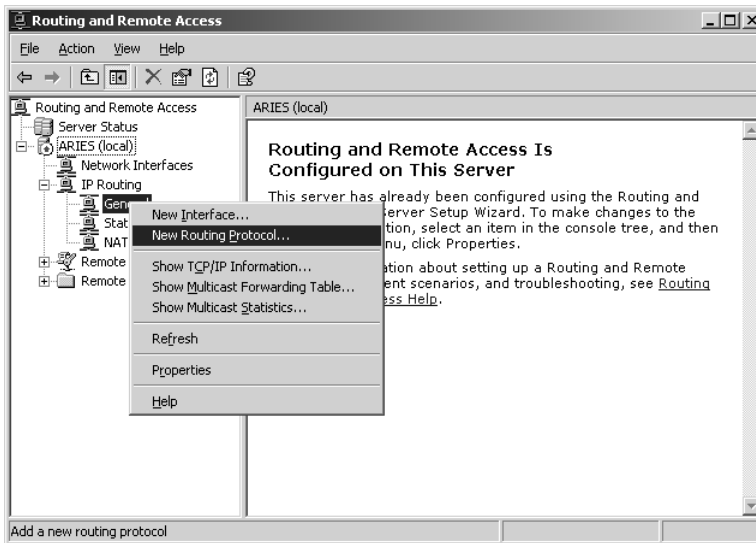 Routing and Remote Access
File Action View Help
Routing and Remote Access
Server Status
ARIES (local)
Network Interfaces
IP Routing
Gen
Stat
NAT
Remote
Remote
ARIES (local)
Routing and Remote Access Is
Configured on This Server
This server has already been configured using the Routing and
Server Setup Wizard. To make changes to the
tion, select an item in the console tree, and then
nu, click Properties.
ation about setting up a Routing and Remote
ent scenarios, and troubleshooting, see Routing
ess Help.
New Interface...
New Routing Protocol...
Show TCP/IP Information...
Show Multicast Forwarding Table...
Show Multicast Statistics...
Refresh
Properties
Help
Add a new routing protocol